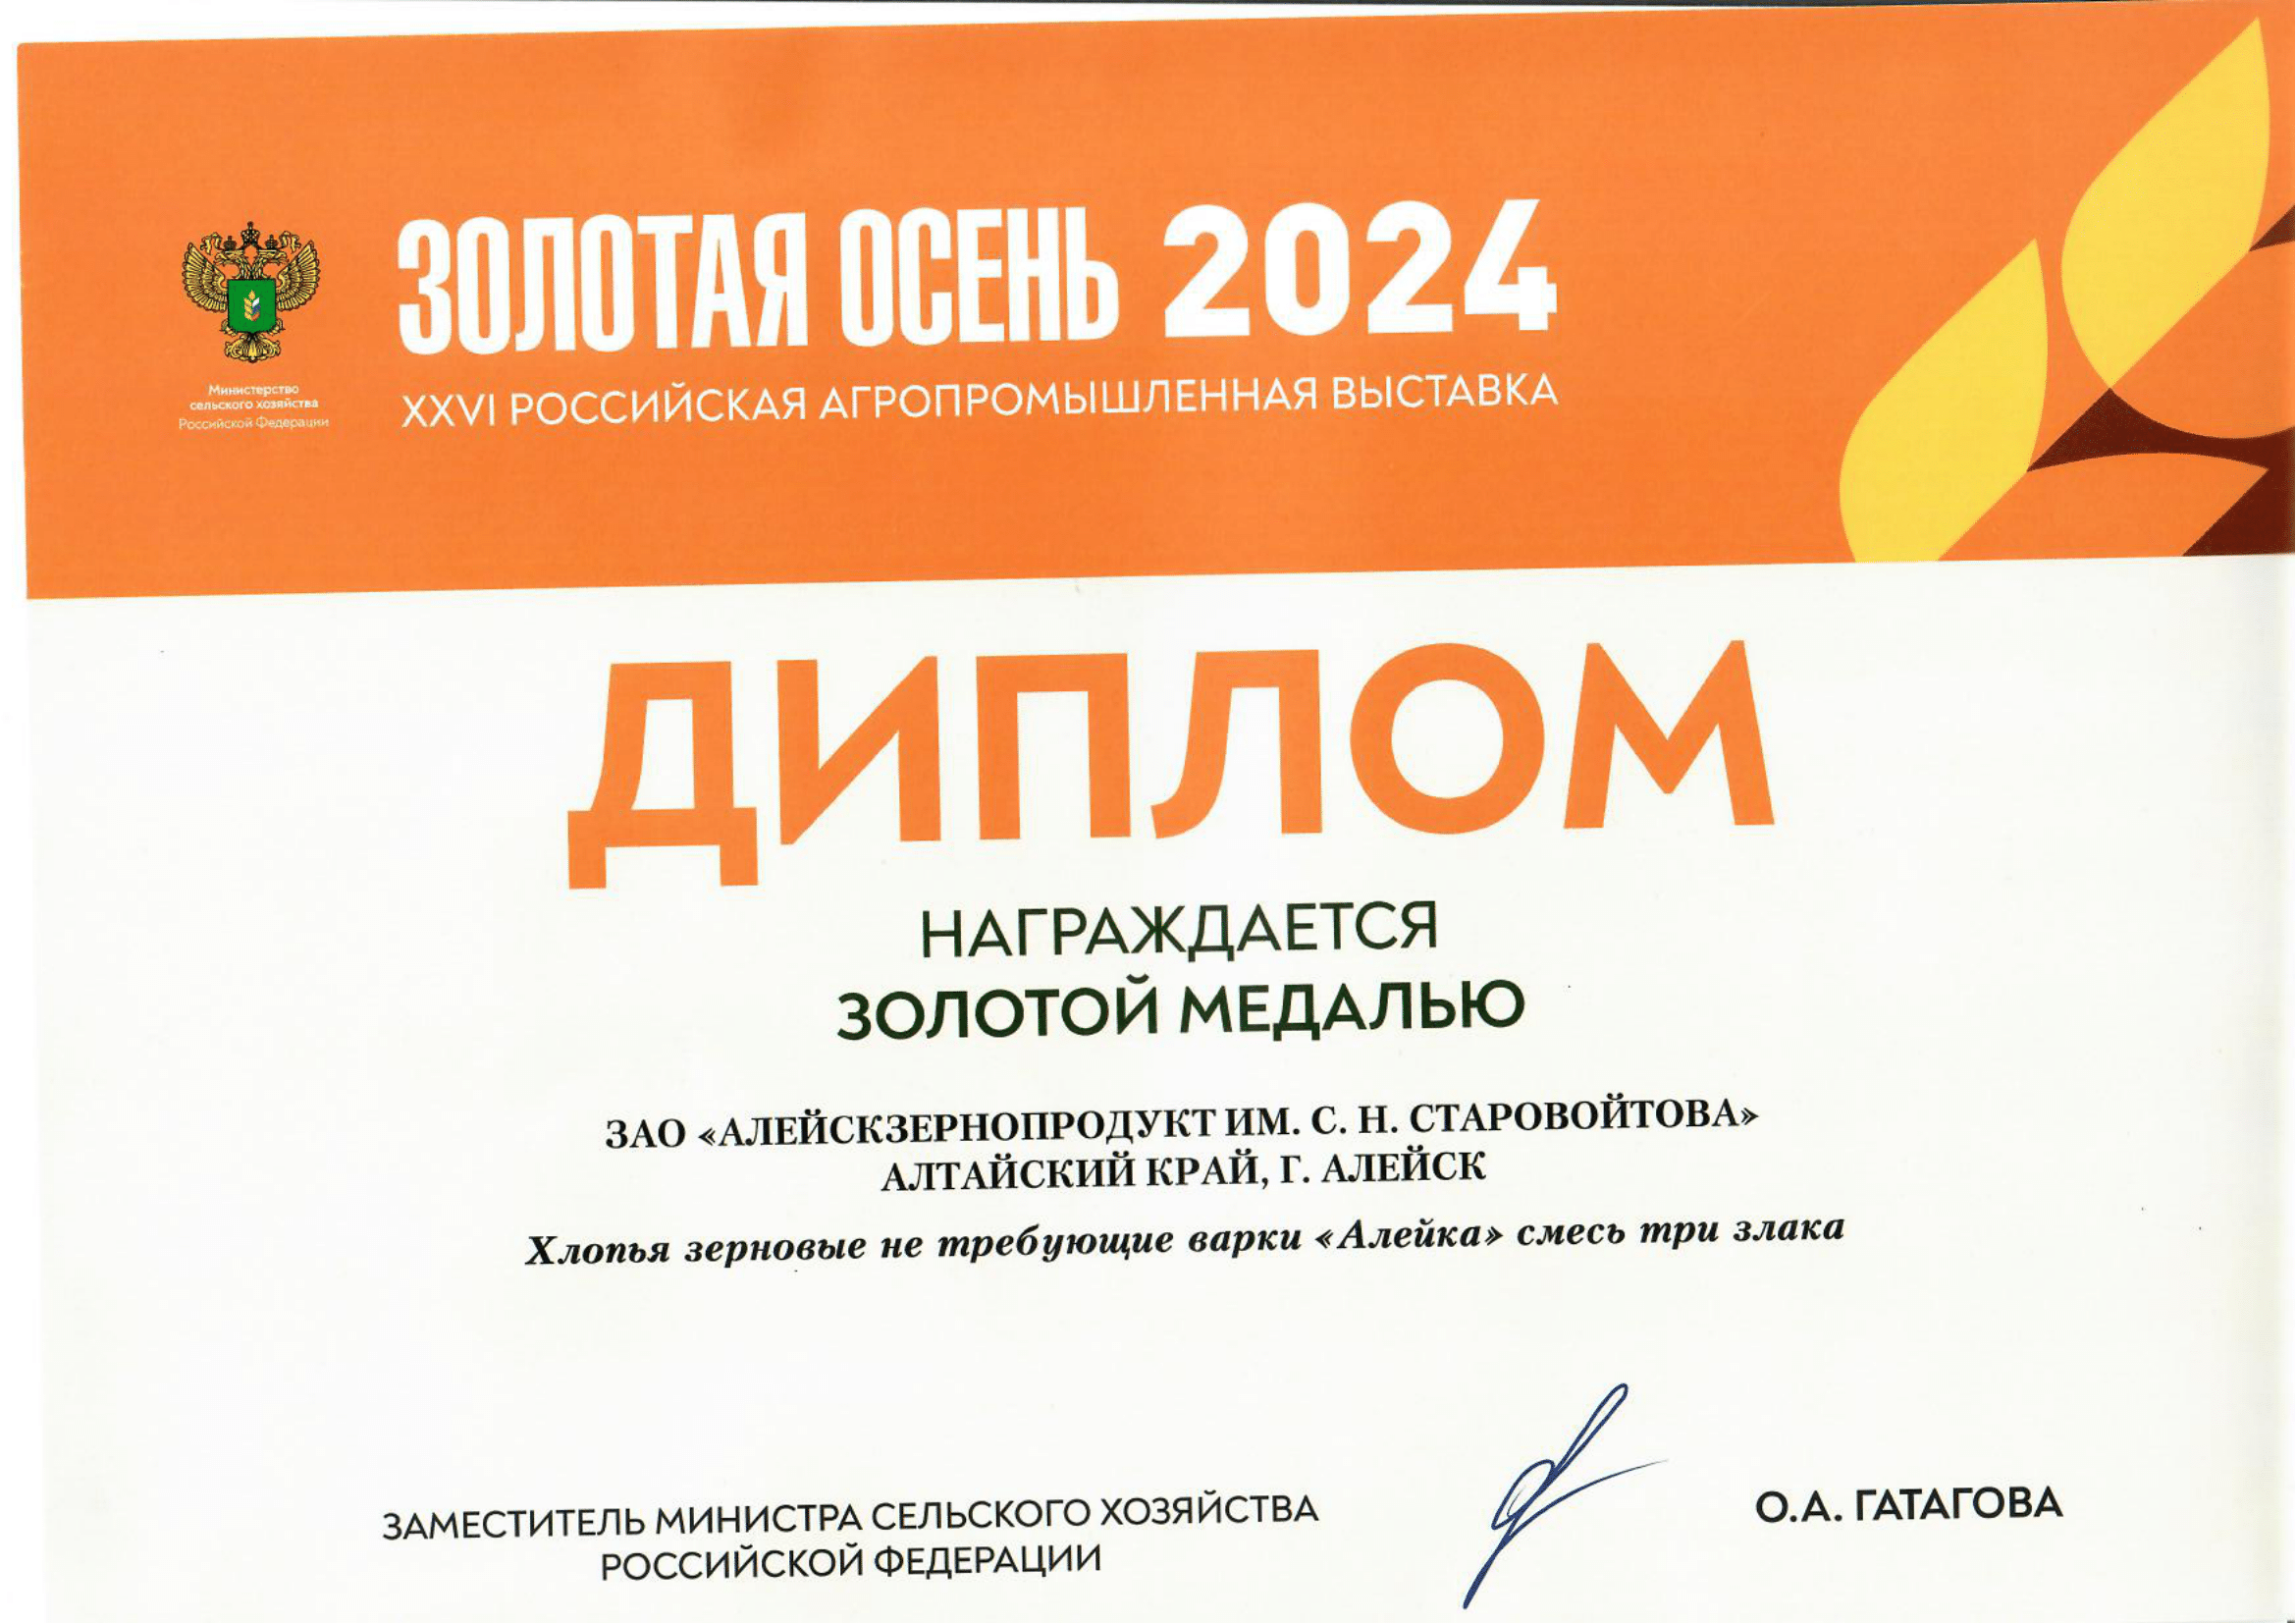 ЗОЛОТАЯ ОСЕНЬ 2024
XXVI РОССИЙСКАЯ АГРОПРОМЫШЛЕННАЯ ВЫСТАВКА
Министерство
сельского хозяйства
Российской Федерации
ДИПЛОМ
НАГРАЖДАЕТСЯ
ЗОЛОТОЙ МЕДАЛЬЮ
ЗАО «АЛЕЙСКЗЕРНОПРОДУКТ ИМ. С. Н. СТАРОВОЙТОВА»
АЛТАЙСКИЙ КРАЙ, Г. АЛЕЙСК
Хлопья зерновые не требующие варки «Алейка» смесь три злака
ЗАМЕСТИТЕЛЬ МИНИСТРА СЕЛЬСКОГО ХОЗЯЙСТВА
РОССИЙСКОЙ ФЕДЕРАЦИИ
О.А. ГАТАГОВА